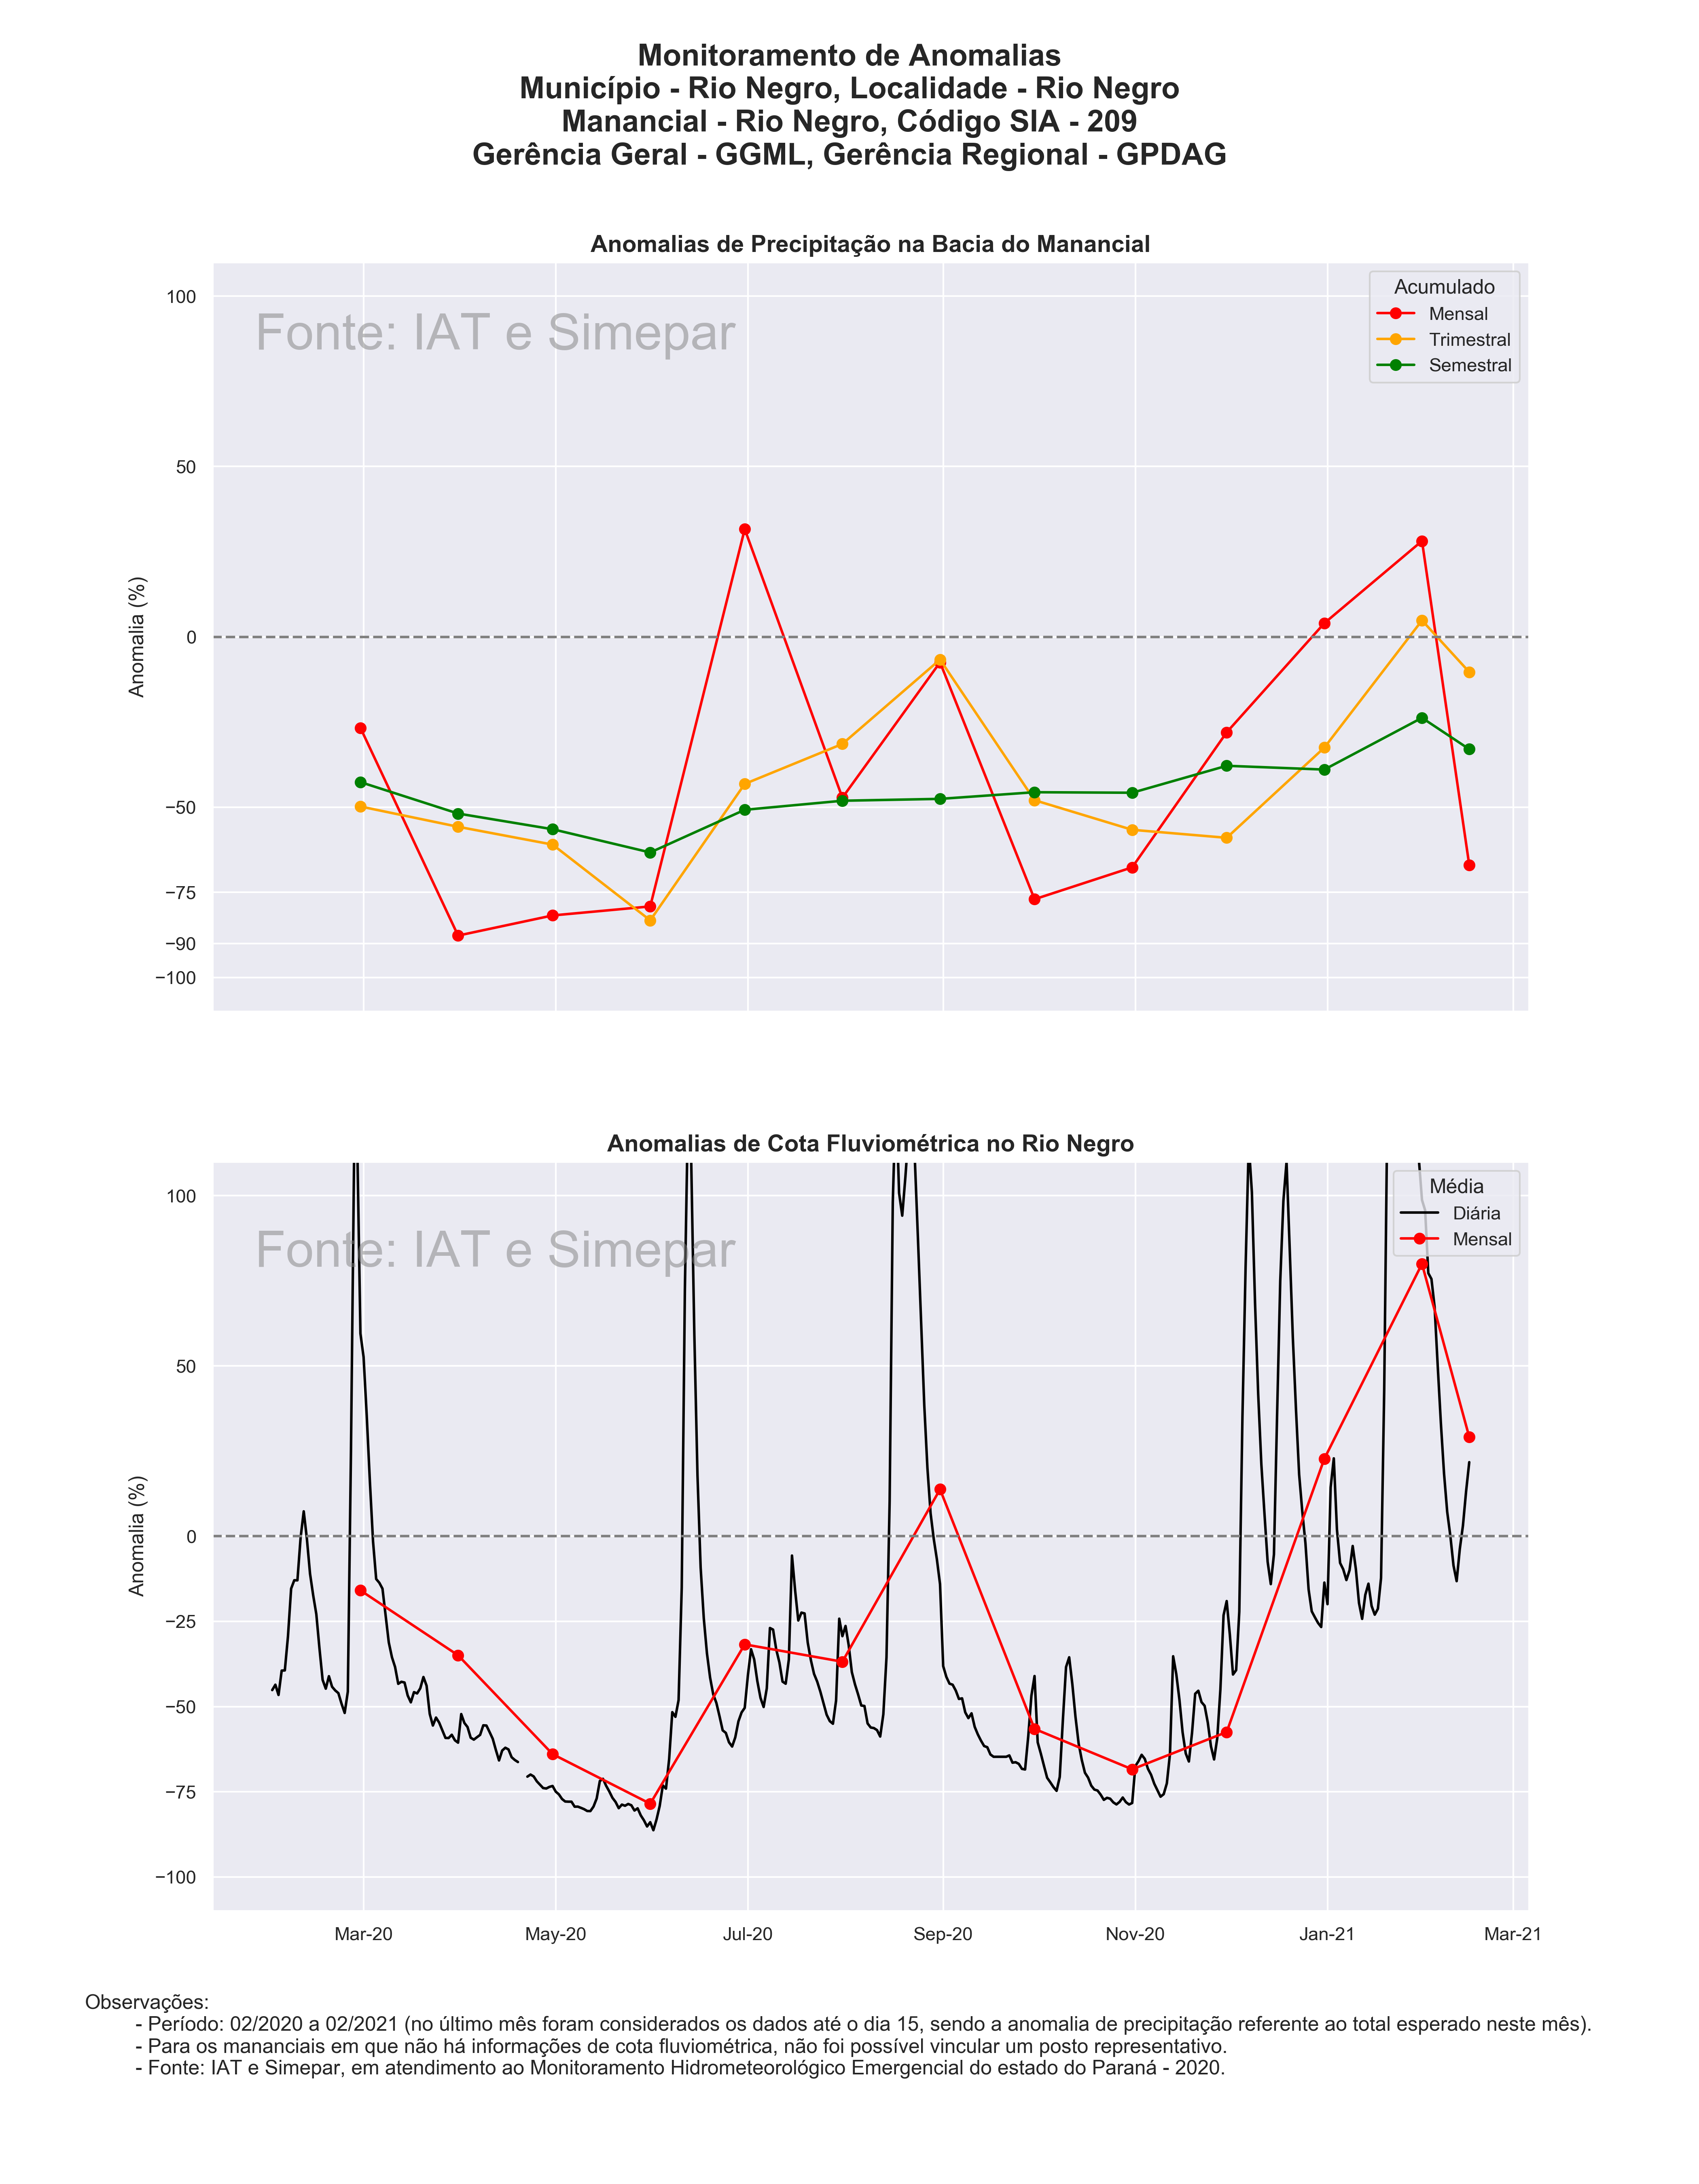 Monitoramento de Anomalias
Município - Rio Negro, Localidade - Rio Negro
Manancial - Rio Negro, Código SIA - 209
Gerência Geral - GGML, Gerência Regional - GPDAG
Anomalias de Precipitação na Bacia do Manancial
Fonte: IAT e Simepar
Acumulado
Mensal
Trimestral
Semestral
Anomalia (%)
100
50
0
−50
−75
−90
−100
Anomalias de Cota Fluviométrica no Rio Negro
Fonte: IAT e Simepar
Média
Diária
Mensal
Anomalia (%)
100
50
0
−25
−50
−75
−100
Mar-20 May-20 Jul-20 Sep-20 Nov-20 Jan-21 Mar-21
Observações:
- Período: 02/2020 a 02/2021 (no último mês foram considerados os dados até o dia 15, sendo a anomalia de precipitação referente ao total esperado neste mês).
- Para os mananciais em que não há informações de cota fluviométrica, não foi possível vincular um posto representativo.
- Fonte: IAT e Simepar, em atendimento ao Monitoramento Hidrometeorológico Emergencial do estado do Paraná - 2020.